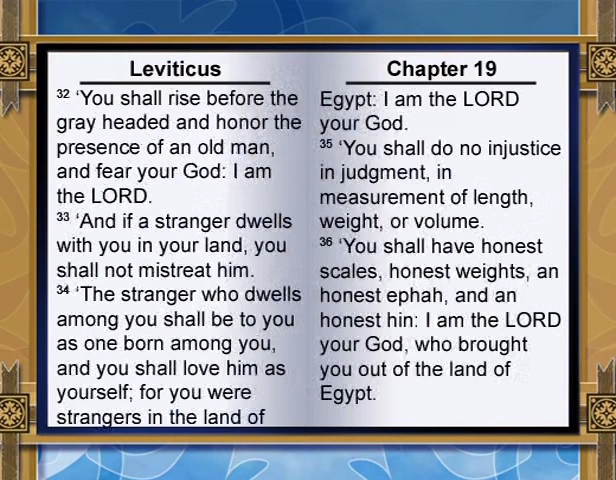 Leviticus
32 ‘You shall rise before the
gray headed and honor the
presence of an old man,
and fear your God: I am
the LORD.
33 ‘And if a stranger dwells
with you in your land, you
shall not mistreat him.
34 ‘The stranger who dwells
among you shall be to you
as one born among you,
and you shall love him as
yourself; for you were
strangers in the land of
Chapter 19
Egypt: I am the LORD
your God.
35 ‘You shall do no injustice
in judgment, in
measurement of length,
weight, or volume.
36 ‘You shall have honest
scales, honest weights, an
honest ephah, and an
honest hin: I am the LORD
your God, who brought
you out of the land of
Egypt.